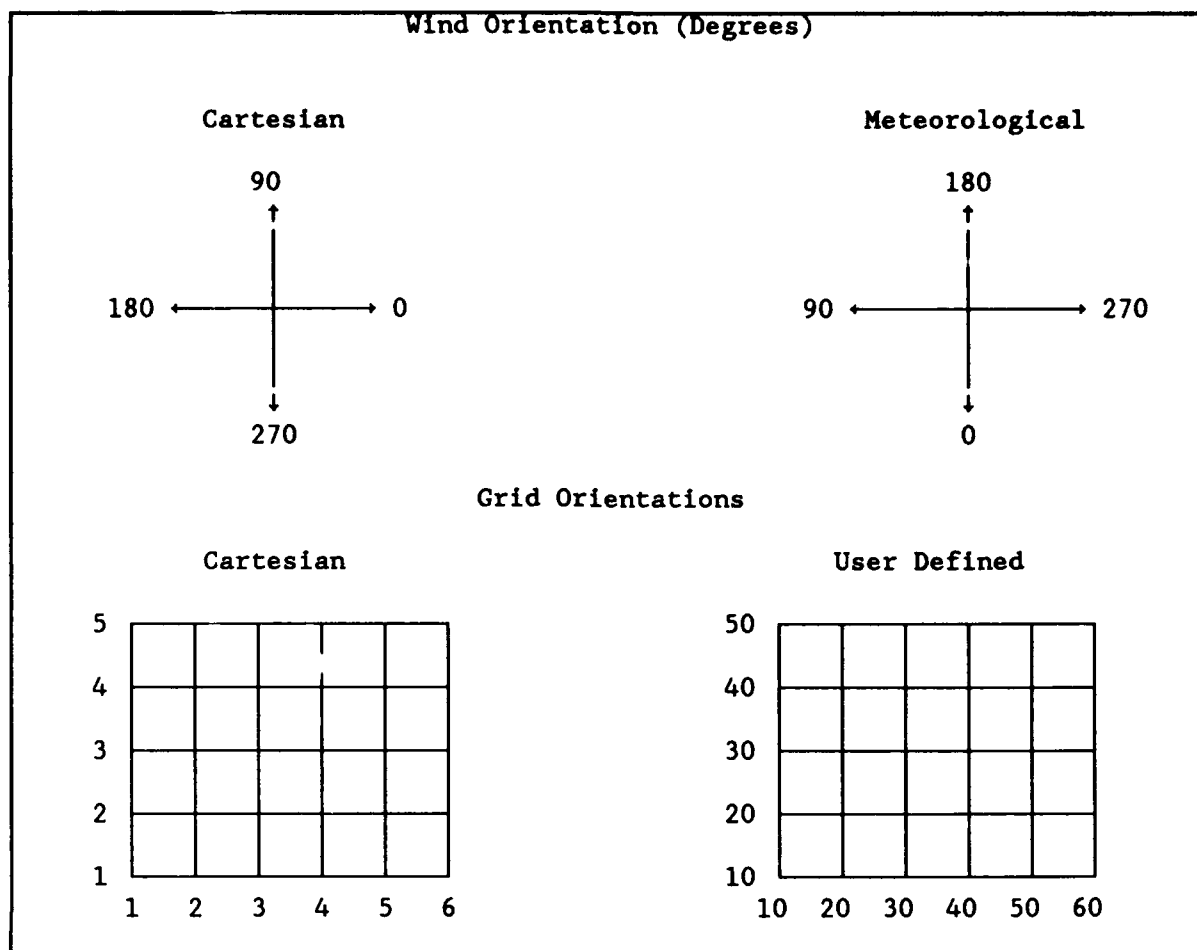 Wind Orientation (Degrees)
Cartesian
Meteorological
90
180
180
0
90
270
270
0
Grid Orientations
Cartesian
User Defined
5
4
3
2
1
1 2 3 4 5 6
50
40
30
20
10
10 20 30 40 50 60